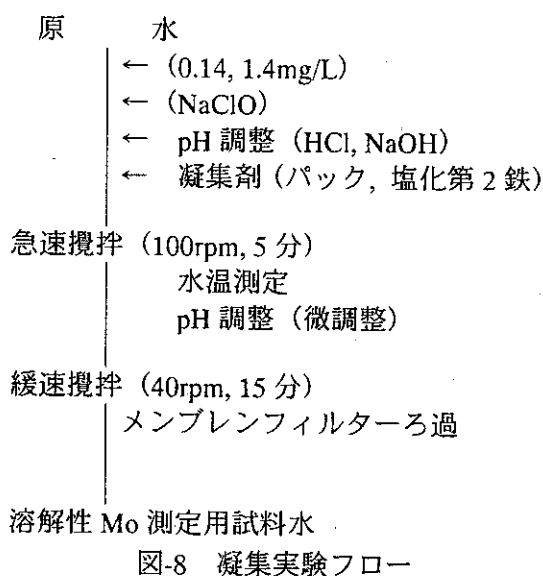 原 水
← (0.14, 1.4mg/L)
← (NaClO)
← pH 調整 (HCl, NaOH)
← 凝集剤 (パック, 塩化第2鉄)
急速攪拌 (100rpm, 5分)
水温測定
pH 調整 (微調整)
緩速攪拌 (40rpm, 15分)
メンブレンフィルターろ過
溶解性 Mo 測定用試料水
図-8 凝集実験フロー